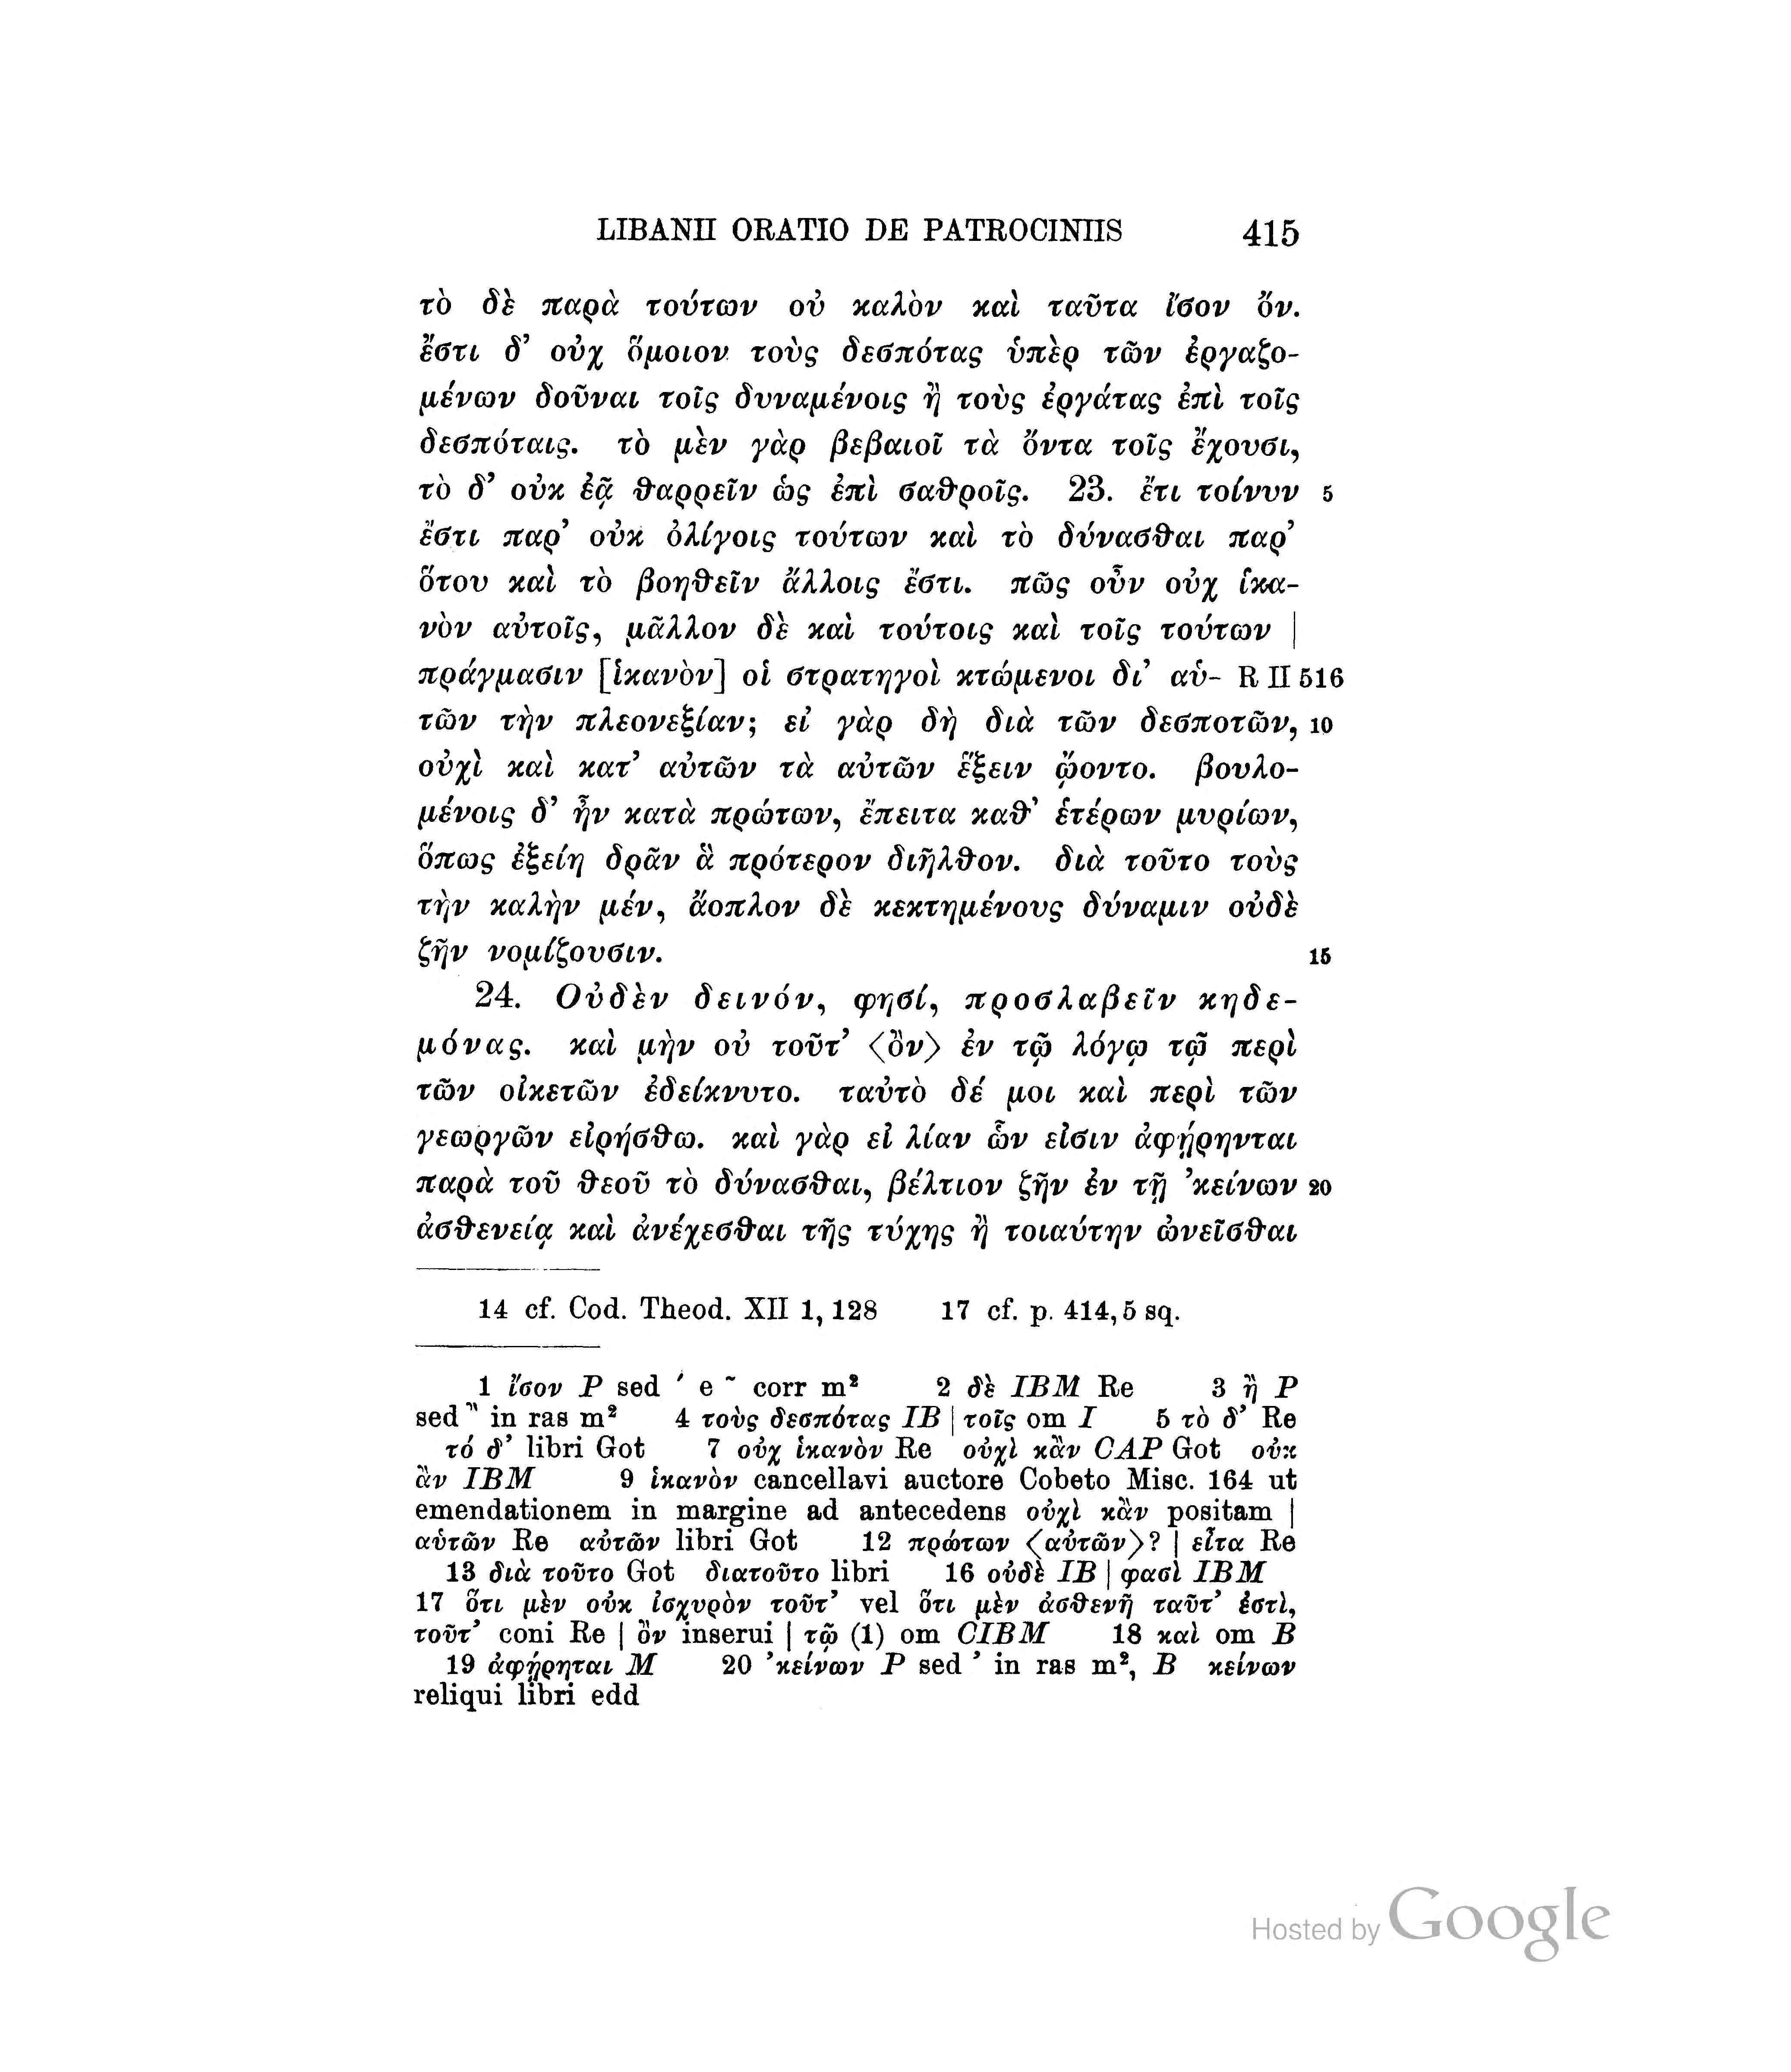 LIBANII ORATIO DE PATROCINIIS 415
τὸ δὲ παρὰ τούτων οὐ καλὸν καὶ ταῦτα ἴσον ὄν.
ἔστι δ’ οὐχ ὅμοιον τοὺς δεσπότας ὑπὲρ τῶν ἐργαζο-
μένων δοῦναι τοῖς δυναμένοις ἢ τοὺς ἐργάτας ἐπὶ τοῖς
δεσπόταις. τὸ μὲν γὰρ βεβαιοῖ τὰ ὄντα τοῖς ἔχουσι,
τὸ δ’ οὐκ ἐᾷ θαρρεῖν ὡς ἐπὶ σαθροῖς. 23. ἔτι τοίνυν 5
ἔστι παρ’ οὐκ ὀλίγοις τούτων καὶ τὸ δύνασθαι παρ’
ὅτου καὶ τὸ βοηθεῖν ἄλλοις ἔστι. πῶς οὖν οὐχ ἱκα-
νὸν αὐτοῖς, μᾶλλον δὲ καὶ τούτοις καὶ τοῖς τούτων |
πράγμασιν [ἱκανὸν] οἱ στρατηγοὶ κτώμενοι δι’ αὑ- R II 516
τῶν τὴν πλεονεξίαν; εἰ γὰρ δὴ διὰ τῶν δεσποτῶν, 10
οὐχὶ καὶ κατ’ αὐτῶν τὰ αὐτῶν ἕξειν ᾤοντο. βουλο-
μένοις δ’ ἦν κατὰ πρώτων, ἔπειτα καθ’ ἑτέρων μυρίων,
ὅπως ἐξείη δρᾶν ἃ πρότερον διῆλθον. διὰ τοῦτο τοὺς
τὴν καλὴν μέν, ἄοπλον δὲ κεκτημένους δύναμιν οὐδὲ
ζῆν νομίζουσιν. 15
24. Οὐδὲν δεινόν, φησί, προσλαβεῖν κηδε-
μόνας. καὶ μὴν οὐ τοῦτ’ ⟨ὂν⟩ ἐν τῷ λόγῳ τῷ περὶ
τῶν οἰκετῶν ἐδείκνυτο. ταὐτὸ δέ μοι καὶ περὶ τῶν
γεωργῶν εἰρήσθω. καὶ γὰρ εἰ λίαν ὧν εἰσιν ἀφῄρηνται
παρὰ τοῦ θεοῦ τὸ δύνασθαι, βέλτιον ζῆν ἐν τῇ ’κείνων 20
ἀσθενείᾳ καὶ ἀνέχεσθαι τῆς τύχης ἢ τοιαύτην ὠνεῖσθαι
14 cf. Cod. Theod. XII 1, 128 17 cf. p. 414, 5 sq.
1 ἴσον P sed ´ e ˜ corr m² 2 δὲ IBM Re 3 ἢ P
sed ῍ in ras m² 4 τοὺς δεσπότας IB | τοῖς om I 5 τὸ δ’ Re
τό δ’ libri Got 7 οὐχ ἱκανὸν Re οὐχὶ κἂν CAP Got οὐκ
ἂν IBM 9 ἱκανὸν cancellavi auctore Cobeto Misc. 164 ut
emendationem in margine ad antecedens οὐχὶ κἂν positam |
αὑτῶν Re αὐτῶν libri Got 12 πρώτων ⟨αὐτῶν⟩? | εἶτα Re
13 διὰ τοῦτο Got διατοῦτο libri 16 οὐδὲ IB | φασὶ IBM
17 ὅτι μὲν οὐκ ἰσχυρὸν τοῦτ’ vel ὅτι μὲν ἀσθενῆ ταῦτ’ ἐστὶ,
τοῦτ’ coni Re | ὂν inserui | τῷ (1) om CIBM 18 καὶ om B
19 ἀφῄρηται M 20 ’κείνων P sed ’ in ras m², B κείνων
reliqui libri edd
Hosted by Google